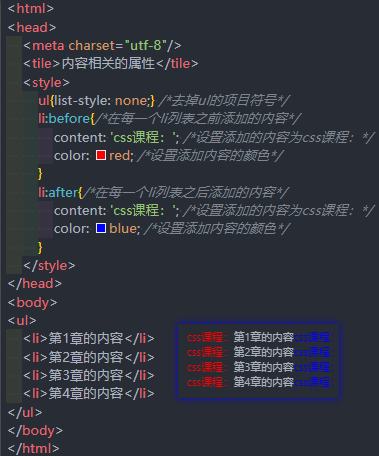 <html>
<head>
<meta charset="utf-8"/>
<tile>内容相关的属性</tile>
<style>
ul{list-style: none;} /*去掉ul的项目符号*/
li:before{/*在每一个li列表之前添加的内容*/
content: 'css课程：'; /*设置添加的内容为css课程：*/
color: red; /*设置添加内容的颜色*/
}
li:after{/*在每一个li列表之后添加的内容*/
content: 'css课程：'; /*设置添加的内容为css课程：*/
color: blue; /*设置添加内容的颜色*/
}
</style>
</head>
<body>
<ul>
<li>第1章的内容</li>
<li>第2章的内容</li>
<li>第3章的内容</li>
<li>第4章的内容</li>
</ul>
</body>
</html>
css课程：第1章的内容css课程：
css课程：第2章的内容css课程：
css课程：第3章的内容css课程：
css课程：第4章的内容css课程：